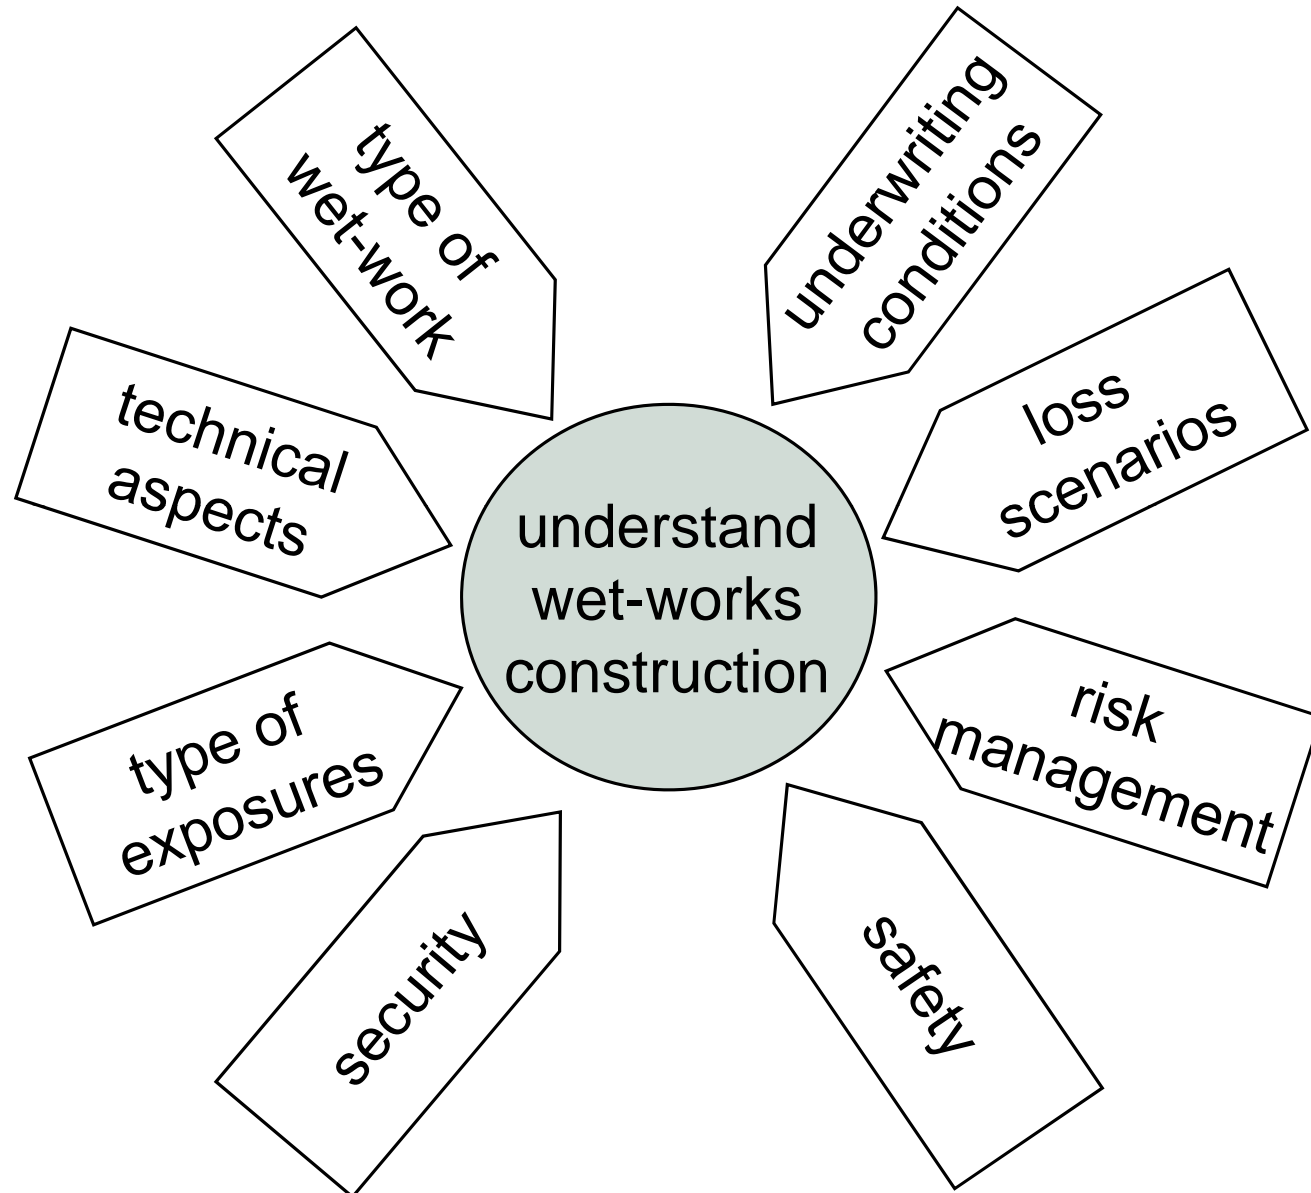 type of
wet-work
underwriting
conditions
technical
aspects
loss
scenarios
understand
wet-works
construction
type of
exposures
risk
management
security
safety